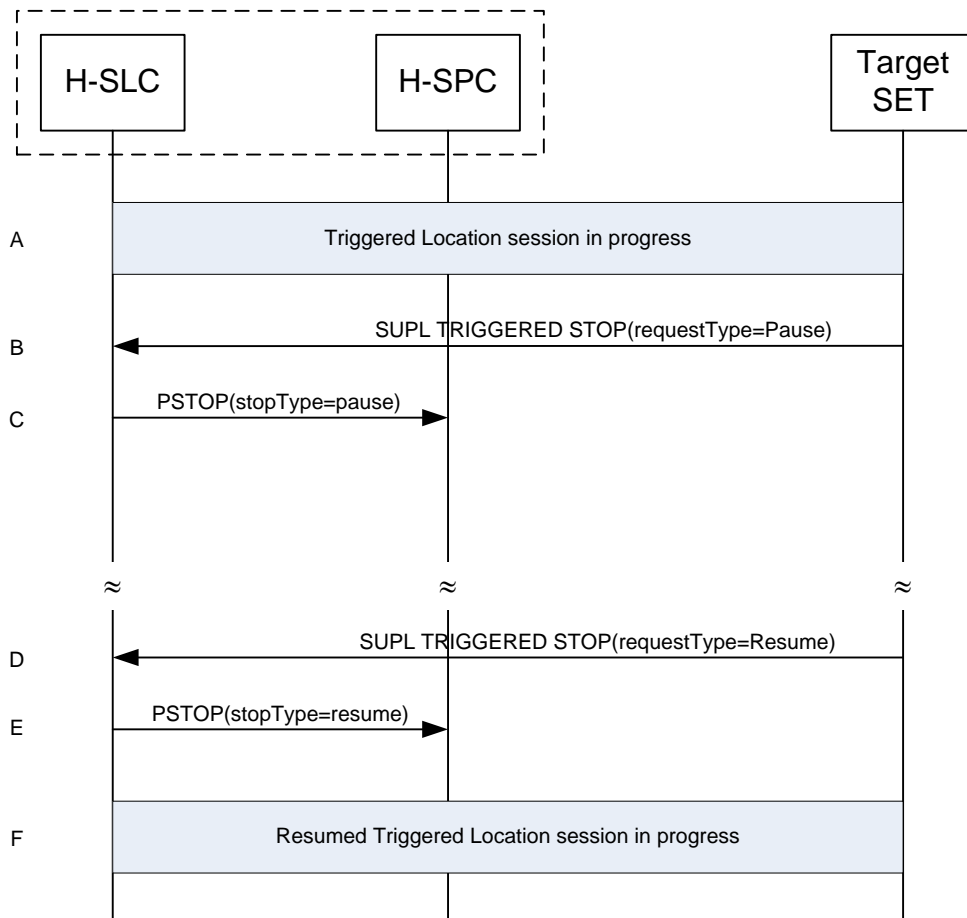 H-SLC
H-SPC
Target
SET
A
Triggered Location session in progress
B
SUPL TRIGGERED STOP(requestType=Pause)
C
PSTOP(stopType=pause)
≈ ≈ ≈
D
SUPL TRIGGERED STOP(requestType=Resume)
E
PSTOP(stopType=resume)
F
Resumed Triggered Location session in progress